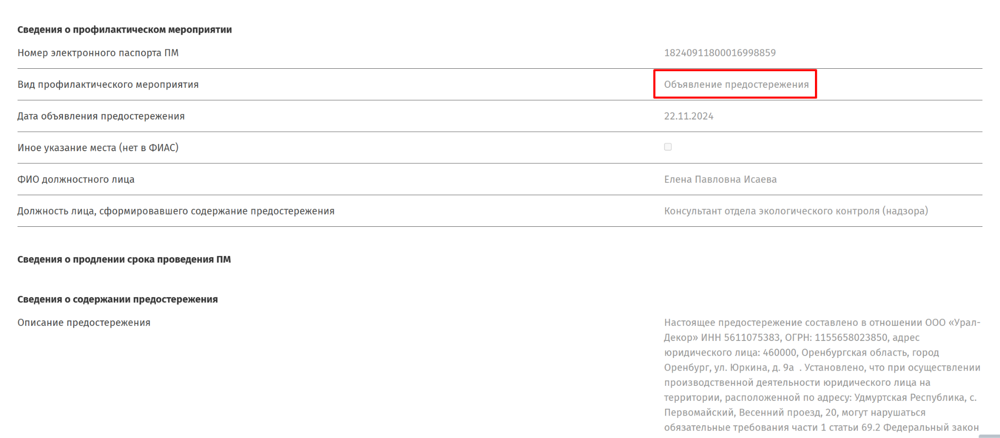 Сведения о профилактическом мероприятии
Номер электронного паспорта ПМ 18240911800016998859
Вид профилактического мероприятия Объявление предостережения
Дата объявления предостережения 22.11.2024
Иное указание места (нет в ФИАС)
ФИО должностного лица Елена Павловна Исаева
Должность лица, сформировавшего содержание предостережения Консультант отдела экологического контроля (надзора)
Сведения о продлении срока проведения ПМ
Сведения о содержании предостережения
Описание предостережения Настоящее предостережение составлено в отношении ООО «Урал-
Декор» ИНН 5611075383, ОГРН: 1155658023850, адрес
юридического лица: 460000, Оренбургская область, город
Оренбург, ул. Юркина, д. 9а . Установлено, что при осуществлении
производственной деятельности юридического лица на
территории, расположенной по адресу: Удмуртская Республика, с.
Первомайский, Весенний проезд, 20, могут нарушаться
обязательные требования части 1 статьи 69.2 Федеральный закон